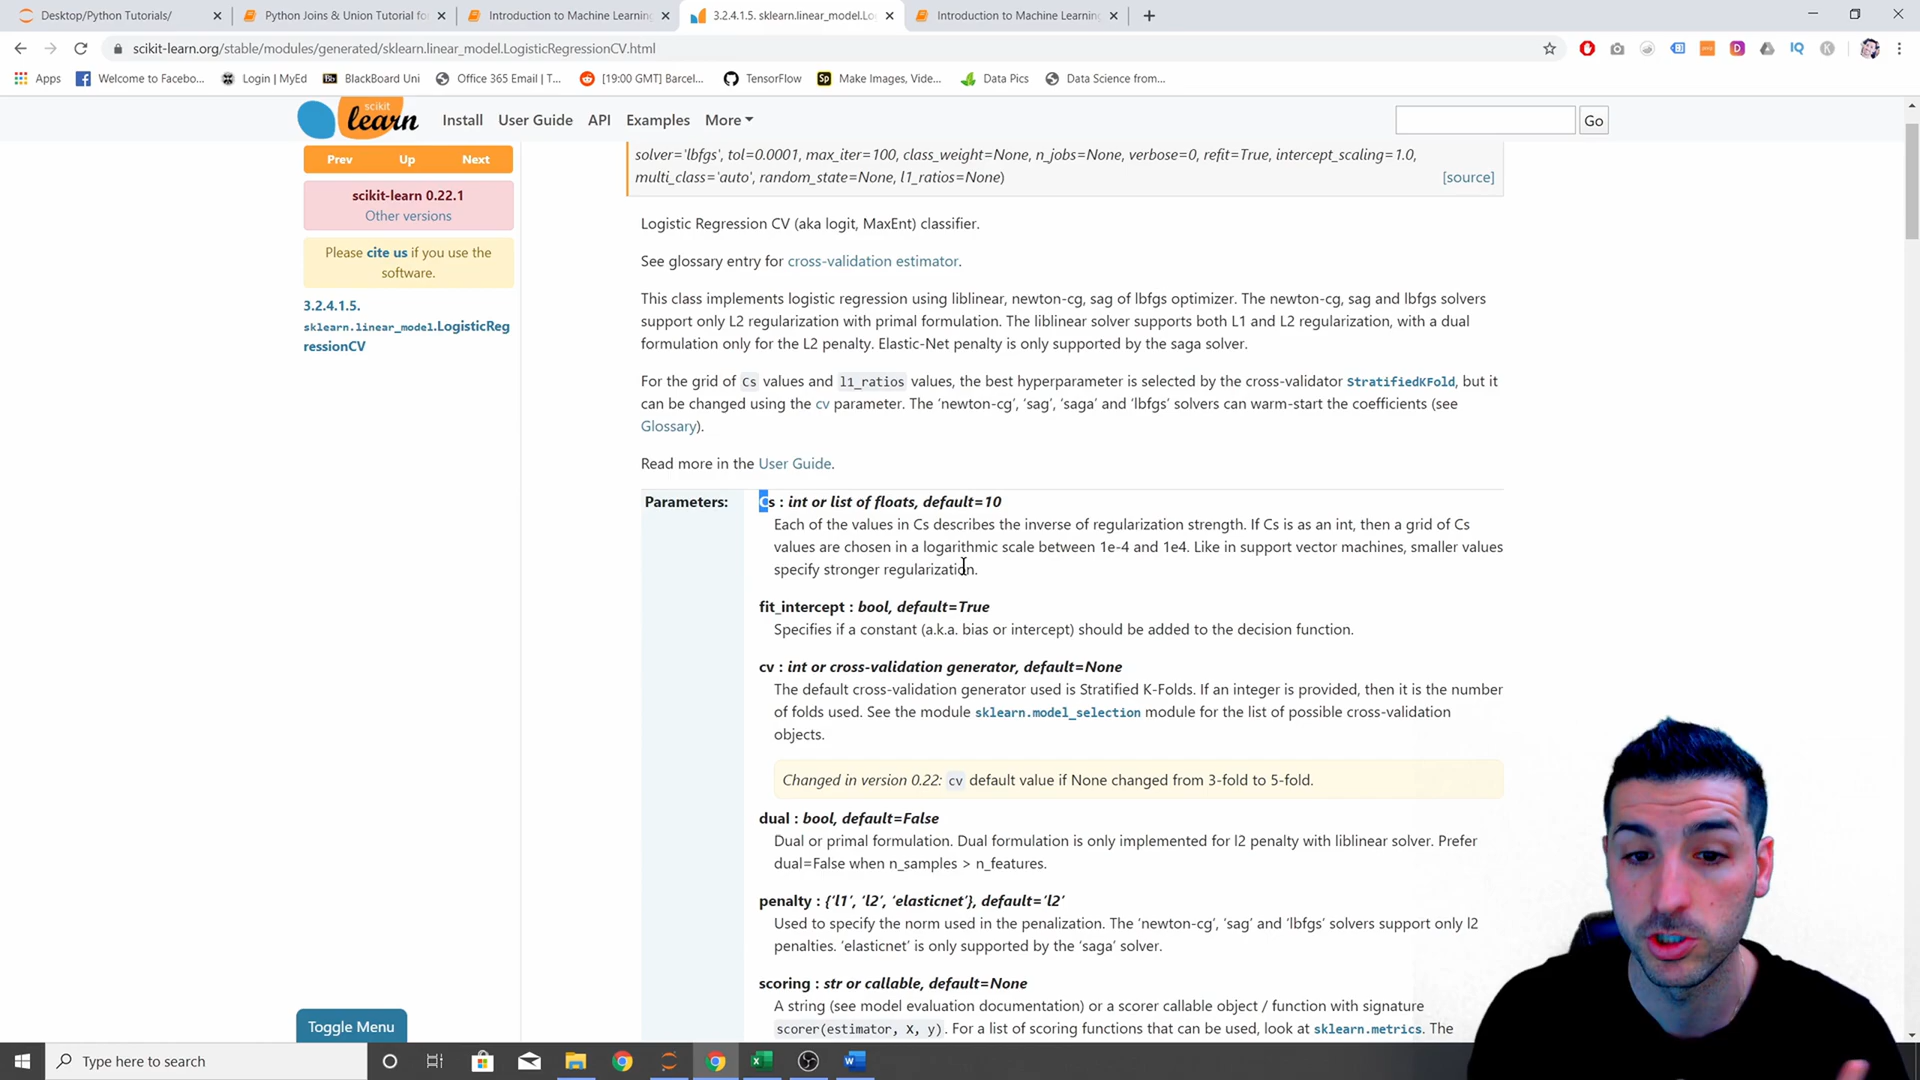 Desktop/Python Tutorials/
Python Joins & Union Tutorial for
Introduction to Machine Learning
3.2.4.1.5. sklearn.linear_model.Lo
Introduction to Machine Learning
scikit-learn.org/stable/modules/generated/sklearn.linear_model.LogisticRegressionCV.html
Apps
Welcome to Facebo...
Login | MyEd
BlackBoard Uni
Office 365 Email | T...
[19:00 GMT] Barcel...
TensorFlow
Make Images, Vide...
Data Pics
Data Science from...
scikit
learn
Install User Guide API Examples More
Go
Prev Up Next
scikit-learn 0.22.1
Other versions
Please cite us if you use the
software.
3.2.4.1.5.
sklearn.linear_model.LogisticReg
ressionCV
solver='lbfgs', tol=0.0001, max_iter=100, class_weight=None, n_jobs=None, verbose=0, refit=True, intercept_scaling=1.0,
multi_class='auto', random_state=None, l1_ratios=None)
[source]
Logistic Regression CV (aka logit, MaxEnt) classifier.
See glossary entry for cross-validation estimator.
This class implements logistic regression using liblinear, newton-cg, sag of lbfgs optimizer. The newton-cg, sag and lbfgs solvers
support only L2 regularization with primal formulation. The liblinear solver supports both L1 and L2 regularization, with a dual
formulation only for the L2 penalty. Elastic-Net penalty is only supported by the saga solver.
For the grid of Cs values and l1_ratios values, the best hyperparameter is selected by the cross-validator StratifiedKFold, but it
can be changed using the cv parameter. The 'newton-cg', 'sag', 'saga' and 'lbfgs' solvers can warm-start the coefficients (see
Glossary).
Read more in the User Guide.
Parameters:
Cs : int or list of floats, default=10
Each of the values in Cs describes the inverse of regularization strength. If Cs is as an int, then a grid of Cs
values are chosen in a logarithmic scale between 1e-4 and 1e4. Like in support vector machines, smaller values
specify stronger regularization.
fit_intercept : bool, default=True
Specifies if a constant (a.k.a. bias or intercept) should be added to the decision function.
cv : int or cross-validation generator, default=None
The default cross-validation generator used is Stratified K-Folds. If an integer is provided, then it is the number
of folds used. See the module sklearn.model_selection module for the list of possible cross-validation
objects.
Changed in version 0.22: cv default value if None changed from 3-fold to 5-fold.
dual : bool, default=False
Dual or primal formulation. Dual formulation is only implemented for l2 penalty with liblinear solver. Prefer
dual=False when n_samples > n_features.
penalty : {'l1', 'l2', 'elasticnet'}, default='l2'
Used to specify the norm used in the penalization. The 'newton-cg', 'sag' and 'lbfgs' solvers support only l2
penalties. 'elasticnet' is only supported by the 'saga' solver.
scoring : str or callable, default=None
A string (see model evaluation documentation) or a scorer callable object / function with signature
scorer(estimator, X, y). For a list of scoring functions that can be used, look at sklearn.metrics. The
Toggle Menu
Type here to search